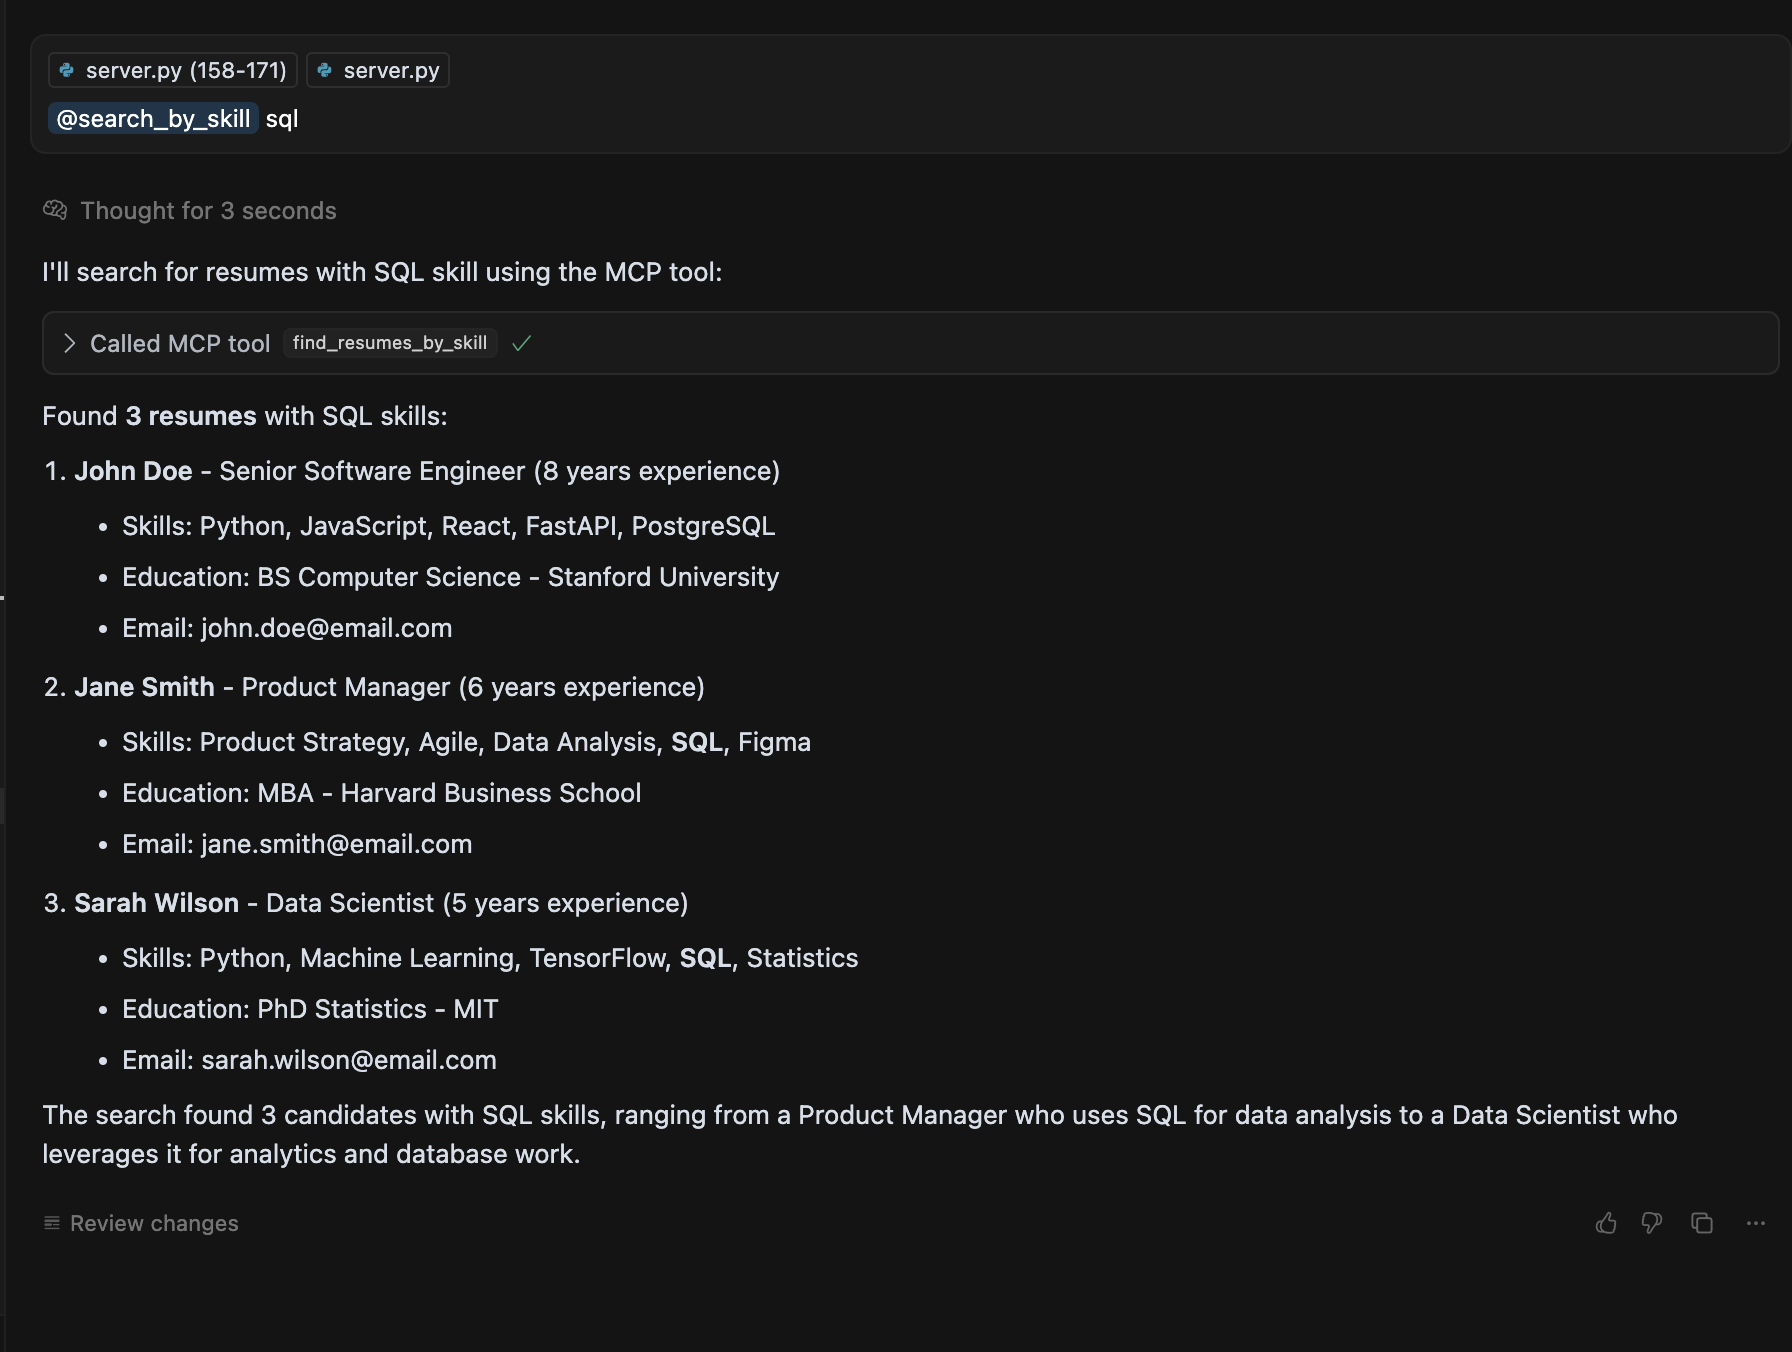 server.py (158-171) server.py
@search_by_skill sql
Thought for 3 seconds
I'll search for resumes with SQL skill using the MCP tool:
Called MCP tool find_resumes_by_skill
Found 3 resumes with SQL skills:
1. John Doe - Senior Software Engineer (8 years experience)
• Skills: Python, JavaScript, React, FastAPI, PostgreSQL
• Education: BS Computer Science - Stanford University
• Email: john.doe@email.com
2. Jane Smith - Product Manager (6 years experience)
• Skills: Product Strategy, Agile, Data Analysis, SQL, Figma
• Education: MBA - Harvard Business School
• Email: jane.smith@email.com
3. Sarah Wilson - Data Scientist (5 years experience)
• Skills: Python, Machine Learning, TensorFlow, SQL, Statistics
• Education: PhD Statistics - MIT
• Email: sarah.wilson@email.com
The search found 3 candidates with SQL skills, ranging from a Product Manager who uses SQL for data analysis to a Data Scientist who
leverages it for analytics and database work.
Review changes